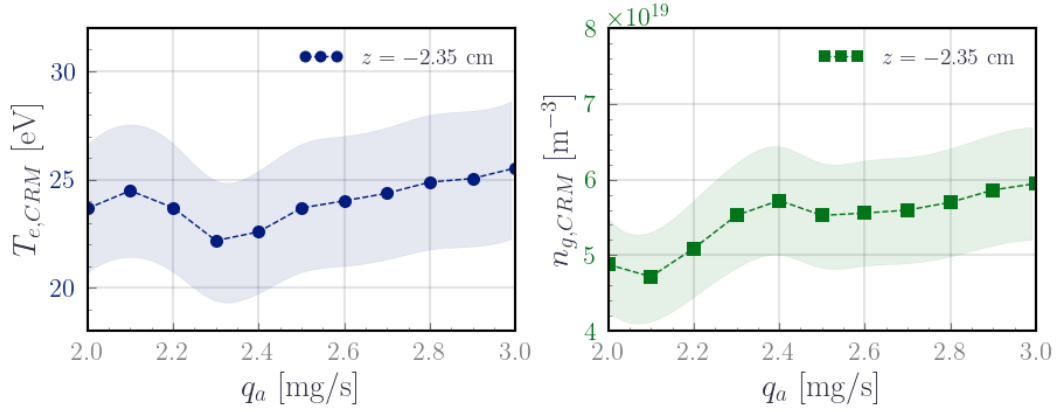 z = −2.35 cm
T_{e,CRM} [eV]
30
25
20
2.0 2.2 2.4 2.6 2.8 3.0
q_a [mg/s]
×10^{19}
z = −2.35 cm
n_{g,CRM} [m^{−3}]
8
7
6
5
4
2.0 2.2 2.4 2.6 2.8 3.0
q_a [mg/s]